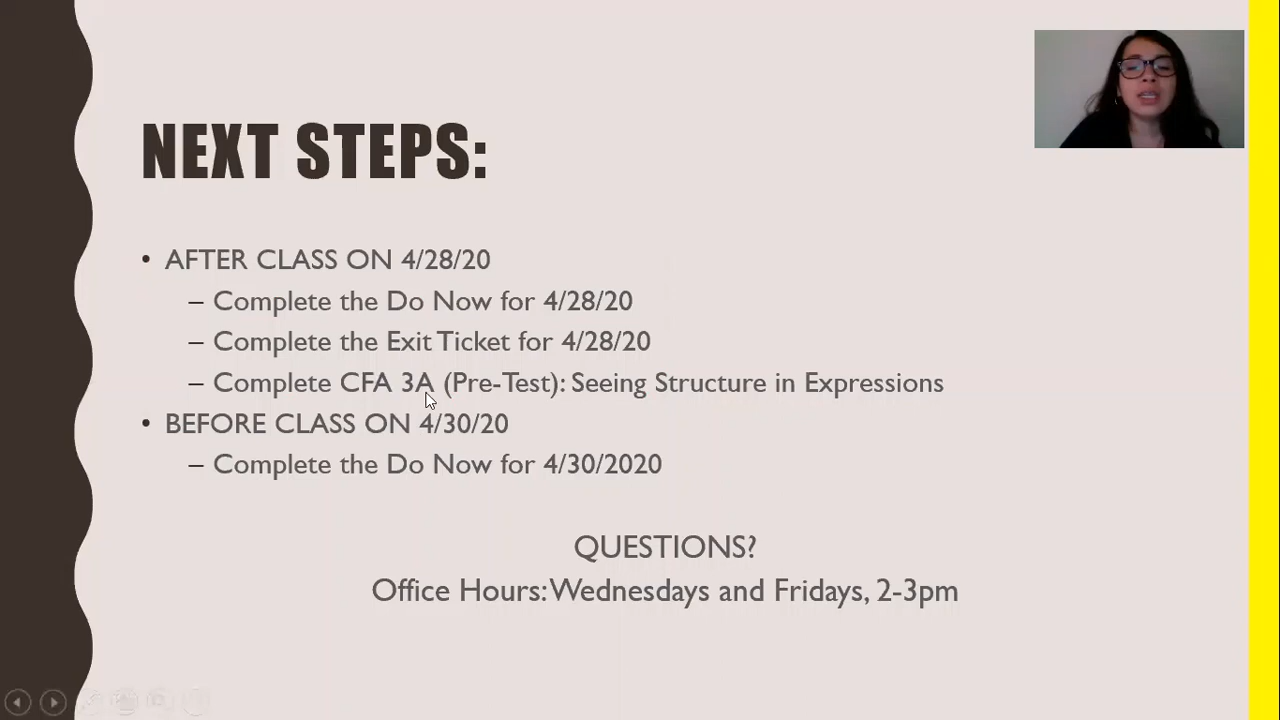 NEXT STEPS:
• AFTER CLASS ON 4/28/20
– Complete the Do Now for 4/28/20
– Complete the Exit Ticket for 4/28/20
– Complete CFA 3A (Pre-Test): Seeing Structure in Expressions
• BEFORE CLASS ON 4/30/20
– Complete the Do Now for 4/30/2020
QUESTIONS?
Office Hours: Wednesdays and Fridays, 2-3pm